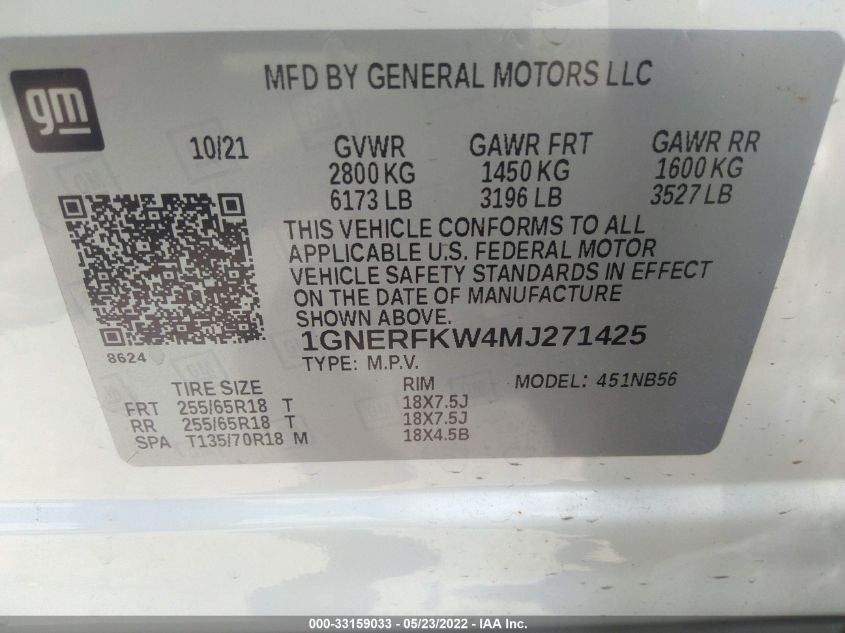 gm
MFD BY GENERAL MOTORS LLC
10/21 GVWR GAWR FRT GAWR RR
2800 KG 1450 KG 1600 KG
6173 LB 3196 LB 3527 LB
THIS VEHICLE CONFORMS TO ALL
APPLICABLE U.S. FEDERAL MOTOR
VEHICLE SAFETY STANDARDS IN EFFECT
ON THE DATE OF MANUFACTURE
SHOWN ABOVE.
1GNERFKW4MJ271425
8624
TYPE: M.P.V.
TIRE SIZE RIM MODEL: 451NB56
FRT 255/65R18 T 18X7.5J
RR 255/65R18 T 18X7.5J
SPA T135/70R18 M 18X4.5B
000-33159033 - 05/23/2022 - IAA Inc.